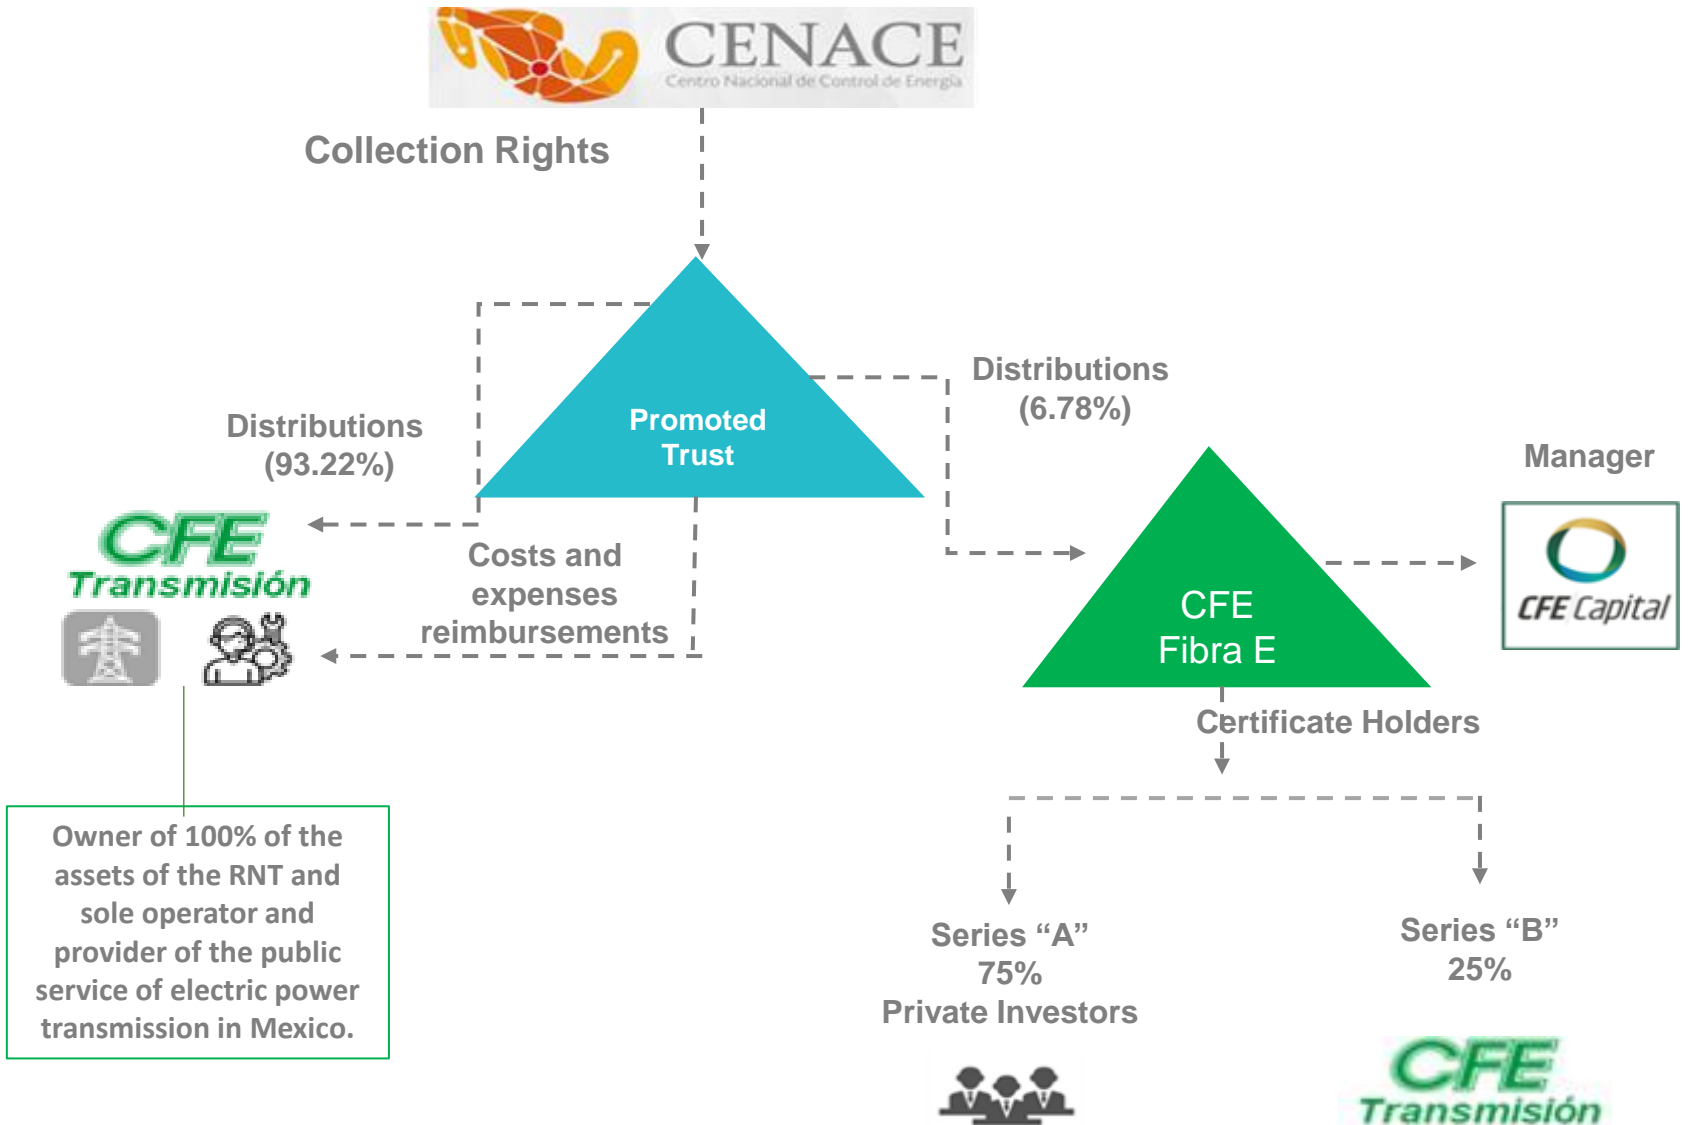 CENACE
Centro Nacional de Control de Energía
Collection Rights
Promoted
Trust
Distributions
(93.22%)
Distributions
(6.78%)
Manager
CFE
Transmisión
Costs and
expenses
reimbursements
CFE
Fibra E
CFE Capital
Certificate Holders
Owner of 100% of the
assets of the RNT and
sole operator and
provider of the public
service of electric power
transmission in Mexico.
Series “A”
75%
Private Investors
Series “B”
25%
CFE
Transmisión